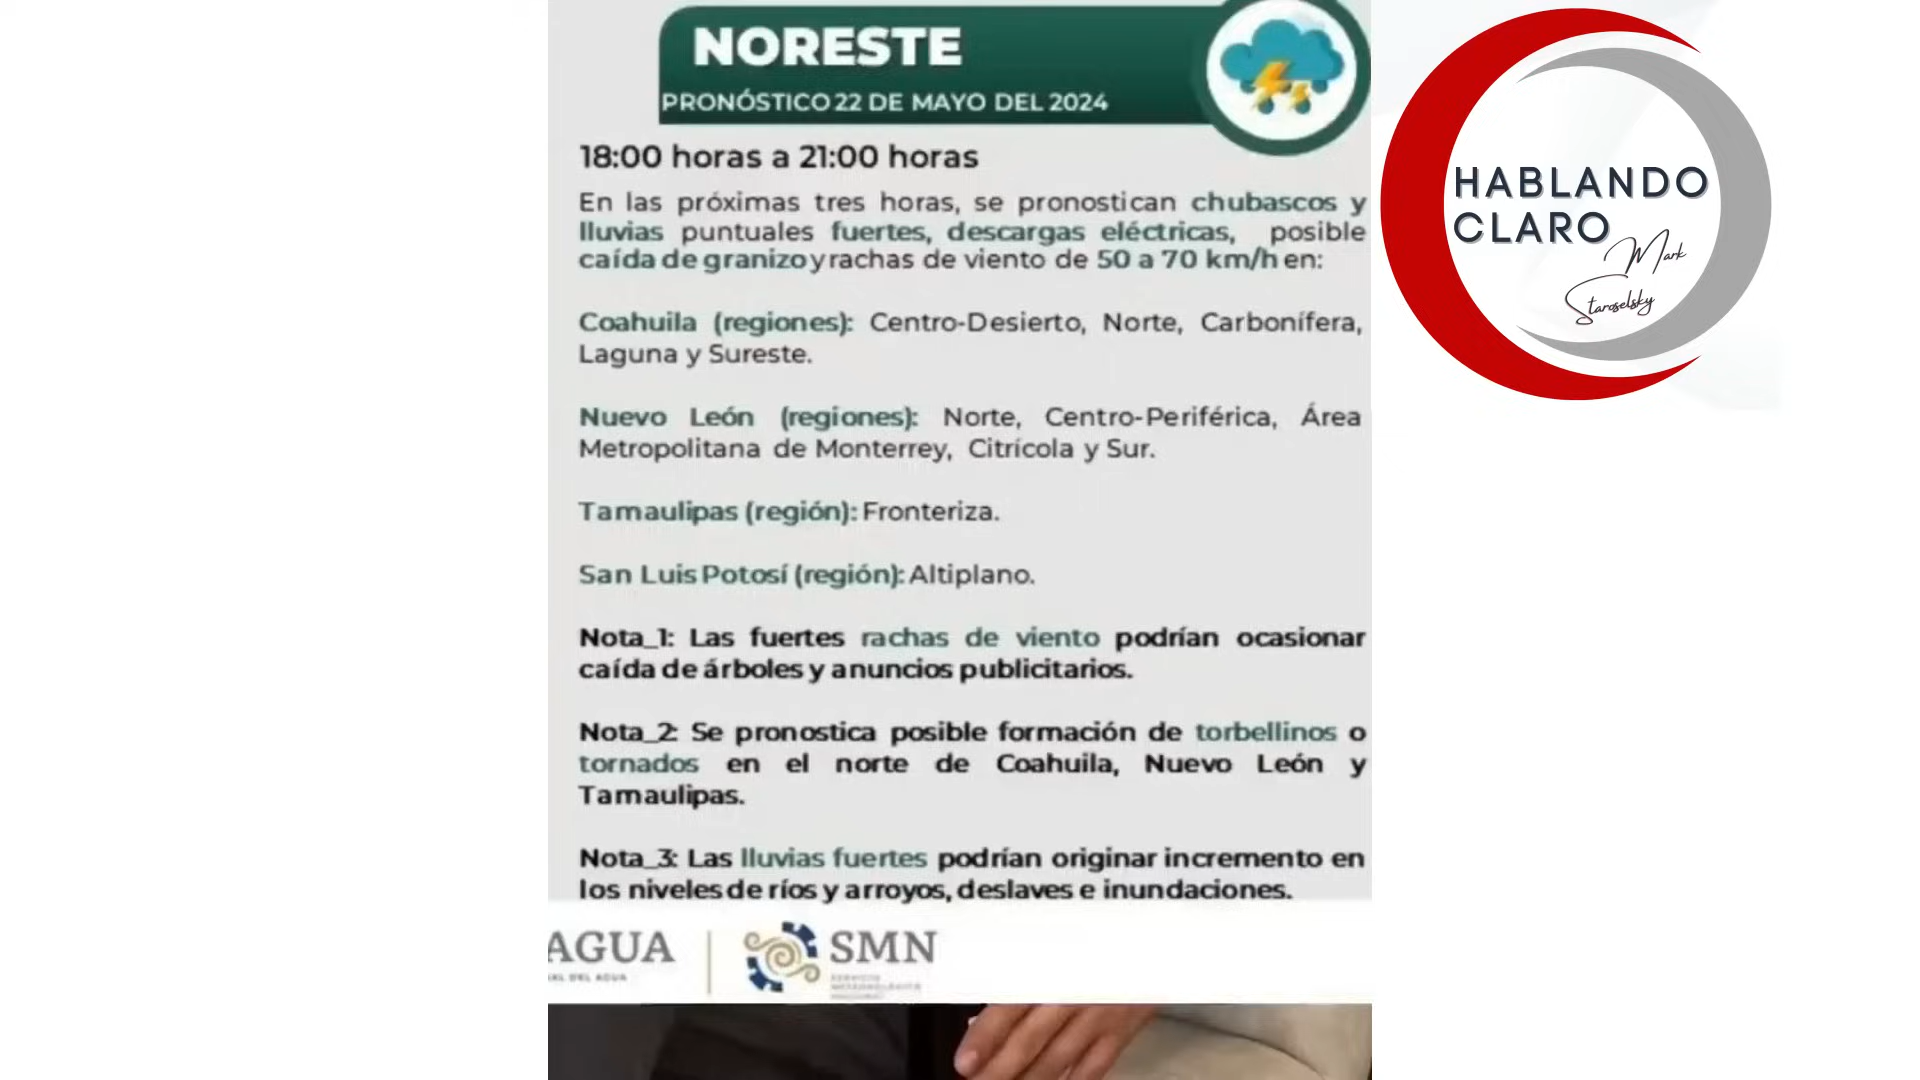 NORESTE
PRONÓSTICO 22 DE MAYO DEL 2024
18:00 horas a 21:00 horas
En las próximas tres horas, se pronostican chubascos y
lluvias puntuales fuertes, descargas eléctricas, posible
caída de granizo y rachas de viento de 50 a 70 km/h en:
Coahuila (regiones): Centro-Desierto, Norte, Carbonífera,
Laguna y Sureste.
Nuevo León (regiones): Norte, Centro-Periférica, Área
Metropolitana de Monterrey, Citrícola y Sur.
Tamaulipas (región): Fronteriza.
San Luis Potosí (región): Altiplano.
Nota_1: Las fuertes rachas de viento podrían ocasionar
caída de árboles y anuncios publicitarios.
Nota_2: Se pronostica posible formación de torbellinos o
tornados en el norte de Coahuila, Nuevo León y
Tamaulipas.
Nota_3: Las lluvias fuertes podrían originar incremento en
los niveles de ríos y arroyos, deslaves e inundaciones.
AGUA
AL DEL AGUA
SMN
SERVICIO
METEOROLÓGICO
NACIONAL
HABLANDO
CLARO
Mark
Staroselsky